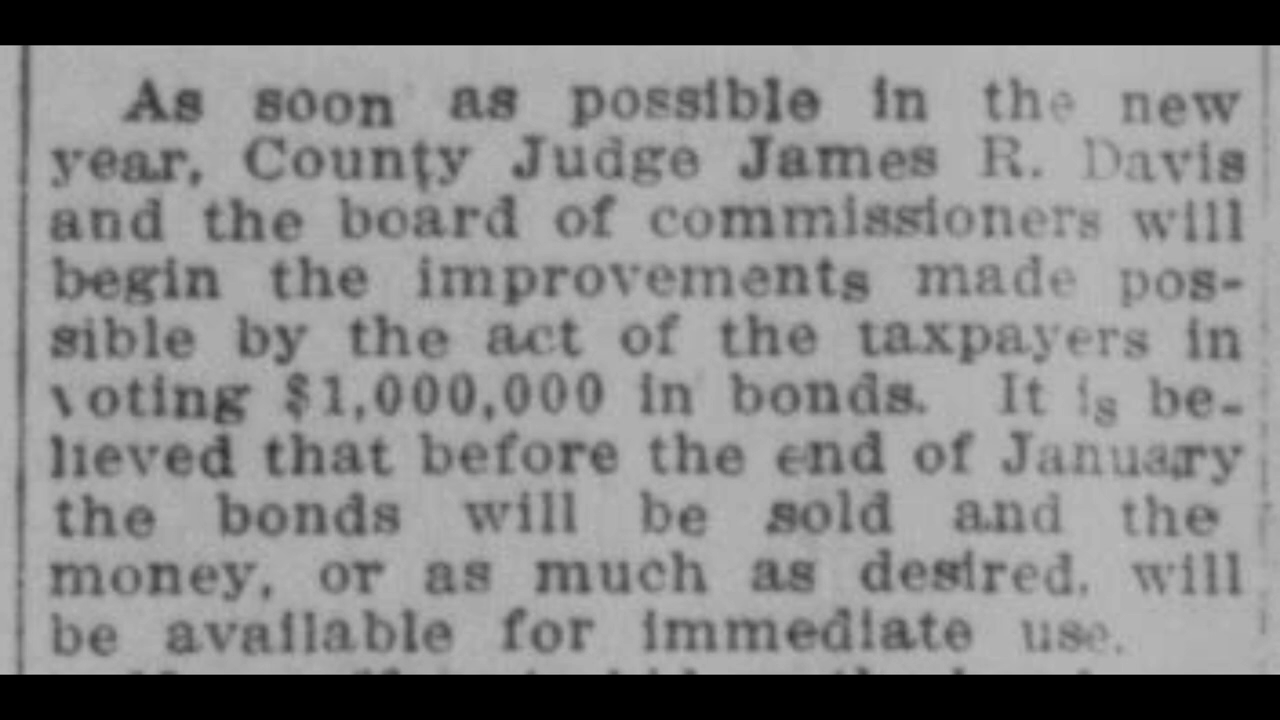 As soon as possible in the new
year, County Judge James R. Davis
and the board of commissioners will
begin the improvements made pos-
sible by the act of the taxpayers in
voting $1,000,000 in bonds. It is be-
lieved that before the end of January
the bonds will be sold and the
money, or as much as desired, will
be available for immediate use.